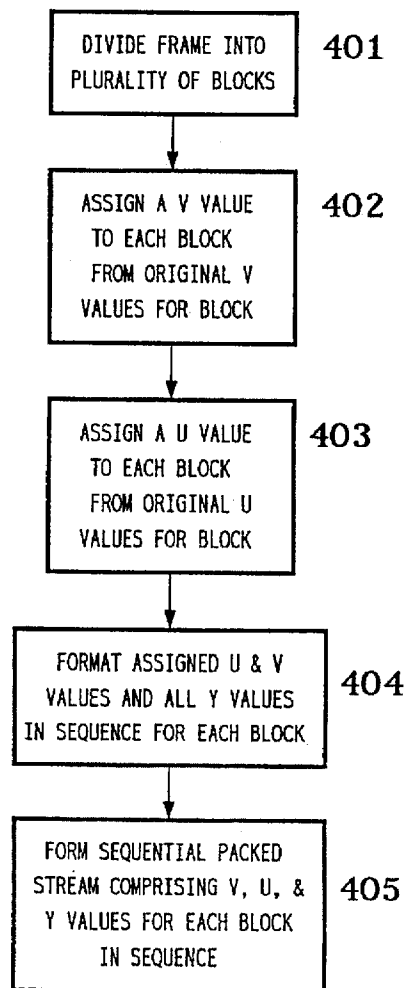 DIVIDE FRAME INTO
PLURALITY OF BLOCKS
401
ASSIGN A V VALUE
TO EACH BLOCK
FROM ORIGINAL V
VALUES FOR BLOCK
402
ASSIGN A U VALUE
TO EACH BLOCK
FROM ORIGINAL U
VALUES FOR BLOCK
403
FORMAT ASSIGNED U & V
VALUES AND ALL Y VALUES
IN SEQUENCE FOR EACH BLOCK
404
FORM SEQUENTIAL PACKED
STREAM COMPRISING V, U, &
Y VALUES FOR EACH BLOCK
IN SEQUENCE
405